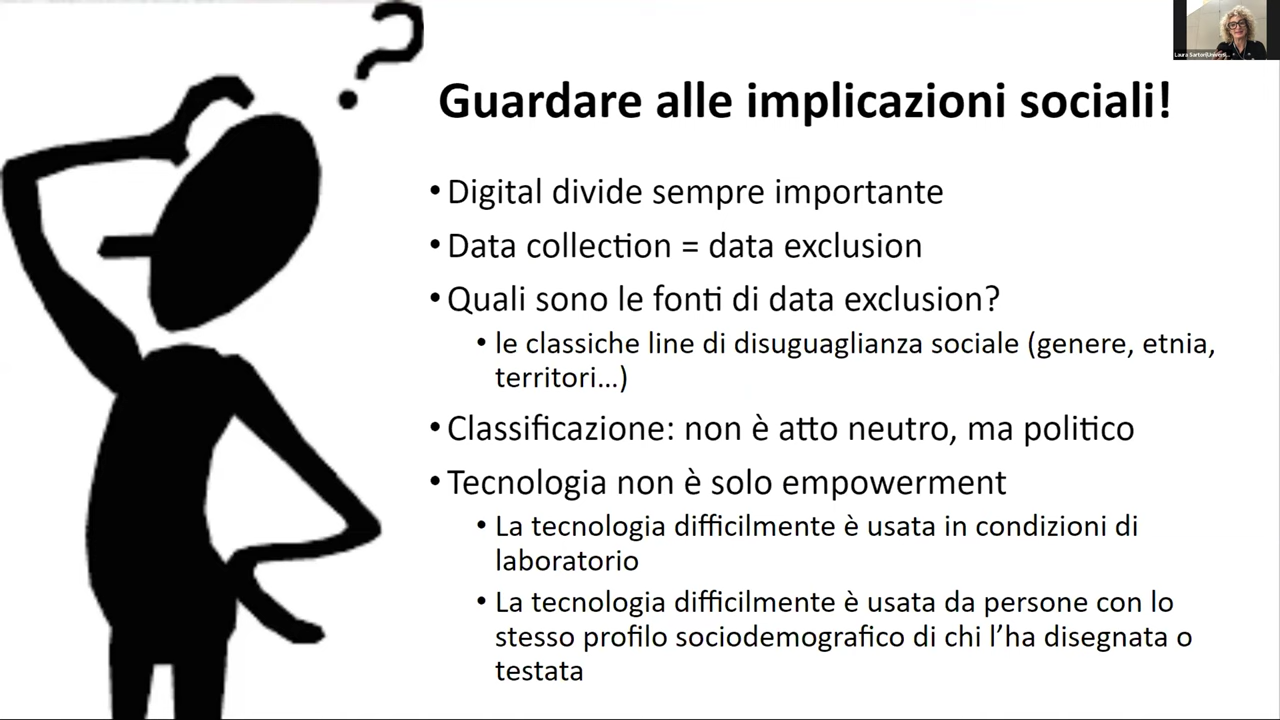 Laura Sartori(Universi...
Guardare alle implicazioni sociali!
• Digital divide sempre importante
• Data collection = data exclusion
• Quali sono le fonti di data exclusion?
• le classiche line di disuguaglianza sociale (genere, etnia,
territori...)
• Classificazione: non è atto neutro, ma politico
• Tecnologia non è solo empowerment
• La tecnologia difficilmente è usata in condizioni di
laboratorio
• La tecnologia difficilmente è usata da persone con lo
stesso profilo sociodemografico di chi l’ha disegnata o
testata